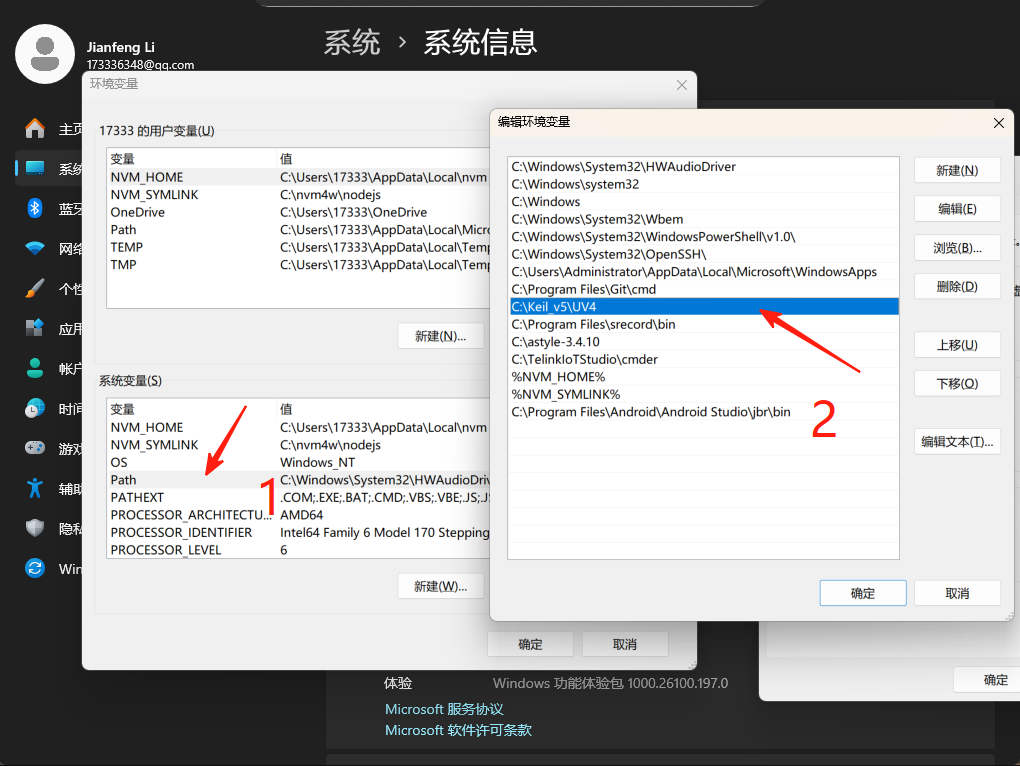 Jianfeng Li
173336348@qq.com
系统 › 系统信息
主页
系统
蓝牙
网络
个性
应用
帐户
时间
游戏
辅助
隐私
Win
环境变量
17333 的用户变量(U)
变量 值
NVM_HOME C:\Users\17333\AppData\Local\nvm
NVM_SYMLINK C:\nvm4w\nodejs
OneDrive C:\Users\17333\OneDrive
Path C:\Users\17333\AppData\Local\Micro
TEMP C:\Users\17333\AppData\Local\Temp
TMP C:\Users\17333\AppData\Local\Temp
新建(N)...
系统变量(S)
变量 值
NVM_HOME C:\Users\17333\AppData\Local\nvm
NVM_SYMLINK C:\nvm4w\nodejs
OS Windows_NT
Path C:\Windows\System32\HWAudioDriv
PATHEXT .COM;.EXE;.BAT;.CMD;.VBS;.VBE;.JS;.JS
PROCESSOR_ARCHITECTU... AMD64
PROCESSOR_IDENTIFIER Intel64 Family 6 Model 170 Stepping
PROCESSOR_LEVEL 6
1
新建(W)...
确定 取消
编辑环境变量
C:\Windows\System32\HWAudioDriver
C:\Windows\system32
C:\Windows
C:\Windows\System32\Wbem
C:\Windows\System32\WindowsPowerShell\v1.0\
C:\Windows\System32\OpenSSH\
C:\Users\Administrator\AppData\Local\Microsoft\WindowsApps
C:\Program Files\Git\cmd
C:\Keil_v5\UV4
C:\Program Files\srecord\bin
C:\astyle-3.4.10
C:\TelinkIoTStudio\cmder
%NVM_HOME%
%NVM_SYMLINK%
C:\Program Files\Android\Android Studio\jbr\bin
2
新建(N)
编辑(E)
浏览(B)...
删除(D)
上移(U)
下移(O)
编辑文本(T)...
确定 取消
确定
体验 Windows 功能体验包 1000.26100.197.0
Microsoft 服务协议
Microsoft 软件许可条款